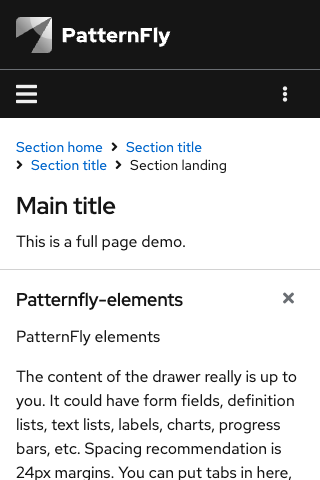 PatternFly
Section home > Section title
> Section title > Section landing
Main title
This is a full page demo.
Patternfly-elements
PatternFly elements
The content of the drawer really is up to
you. It could have form fields, definition
lists, text lists, labels, charts, progress
bars, etc. Spacing recommendation is
24px margins. You can put tabs in here,